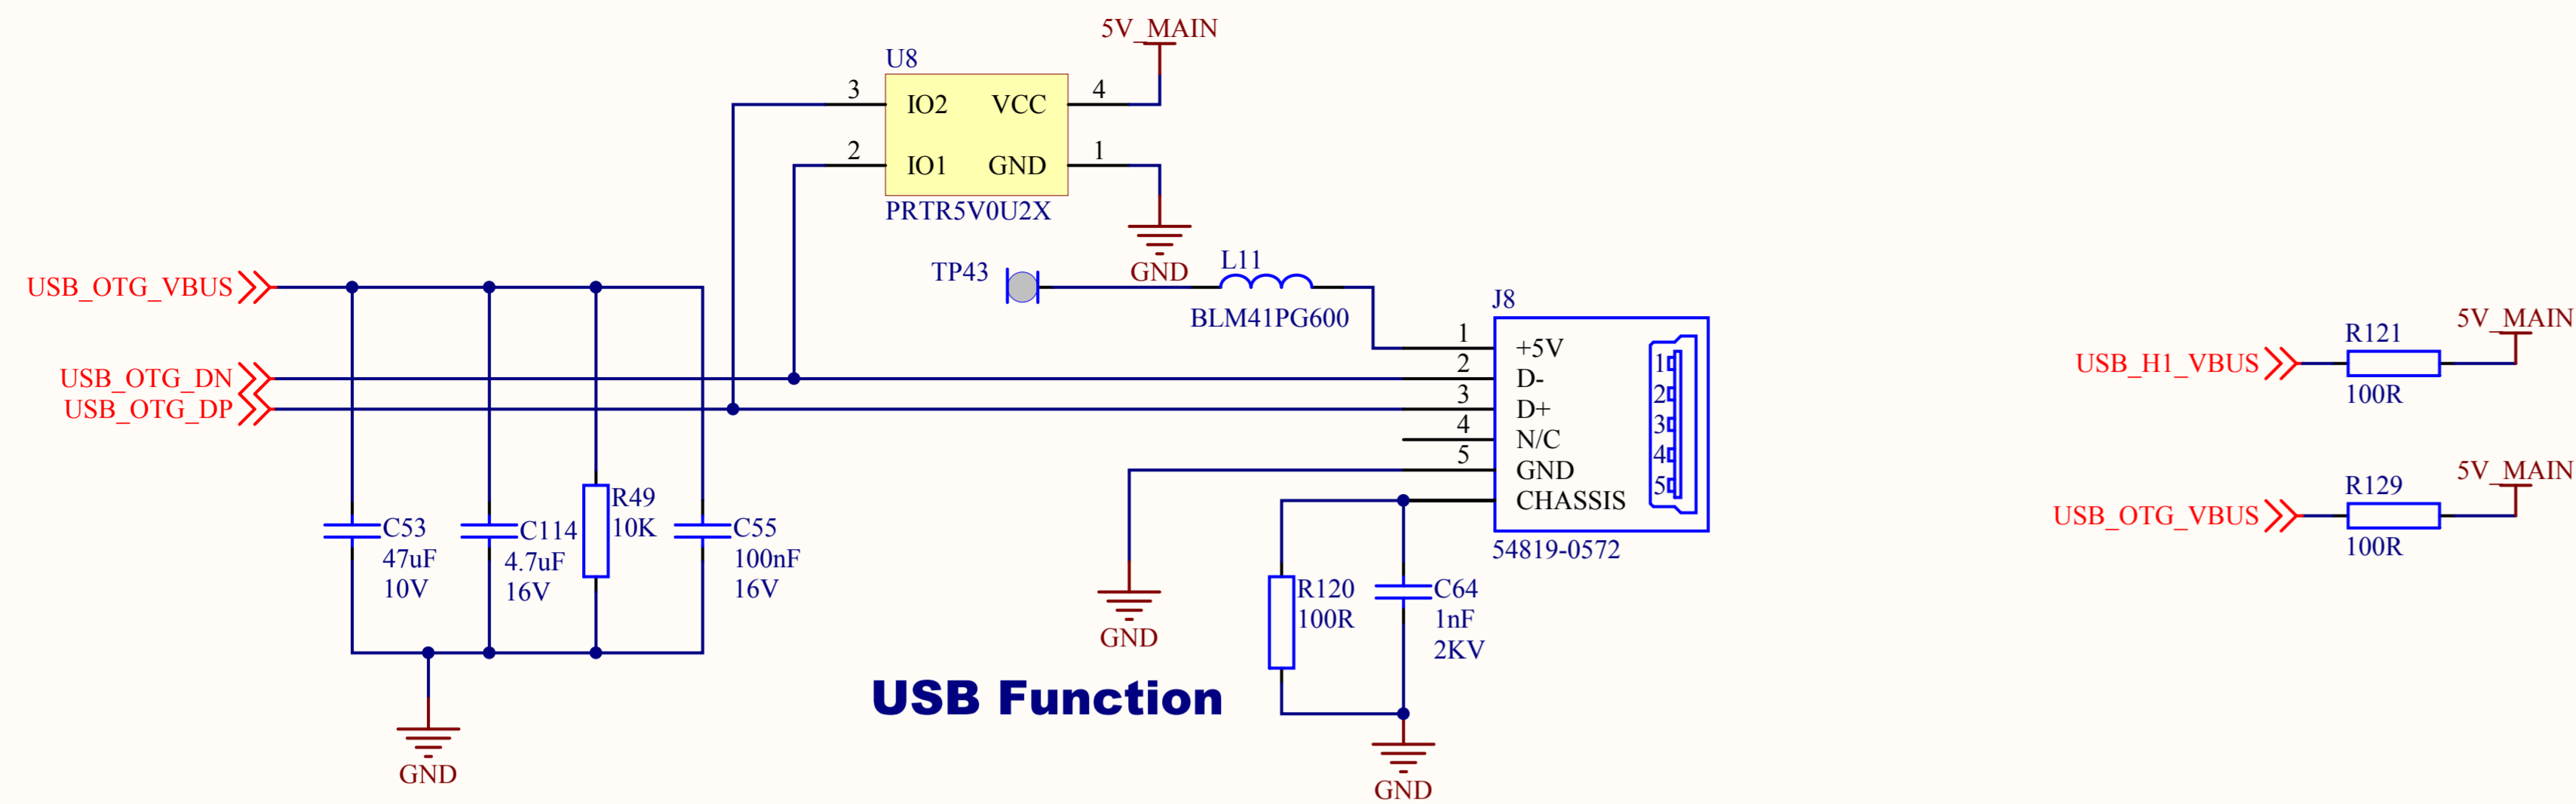 5V_MAIN
U8
3
IO2
VCC
4
2
IO1
GND
1
PRTR5V0U2X
GND
USB_OTG_VBUS
TP43
L11
BLM41PG600
USB_OTG_DN
USB_OTG_DP
J8
1
+5V
2
D-
3
D+
4
N/C
5
GND
CHASSIS
1
2
3
4
5
54819-0572
C53
47uF
10V
C114
4.7uF
16V
R49
10K
C55
100nF
16V
GND
GND
R120
100R
C64
1nF
2KV
GND
USB Function
USB_H1_VBUS
R121
100R
5V_MAIN
USB_OTG_VBUS
R129
100R
5V_MAIN